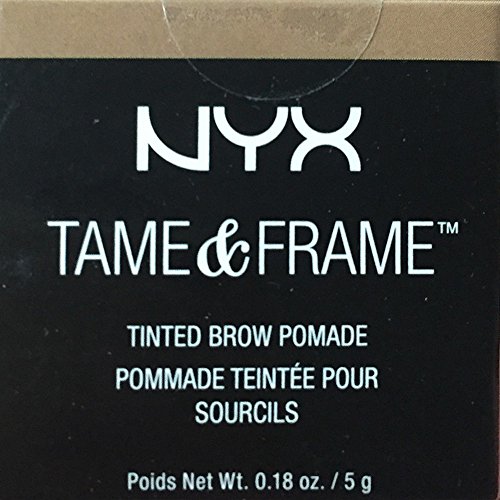 NYX
TAME & FRAME™
TINTED BROW POMADE
POMMADE TEINTÉE POUR
SOURCILS
Poids Net Wt. 0.18 oz. / 5 g